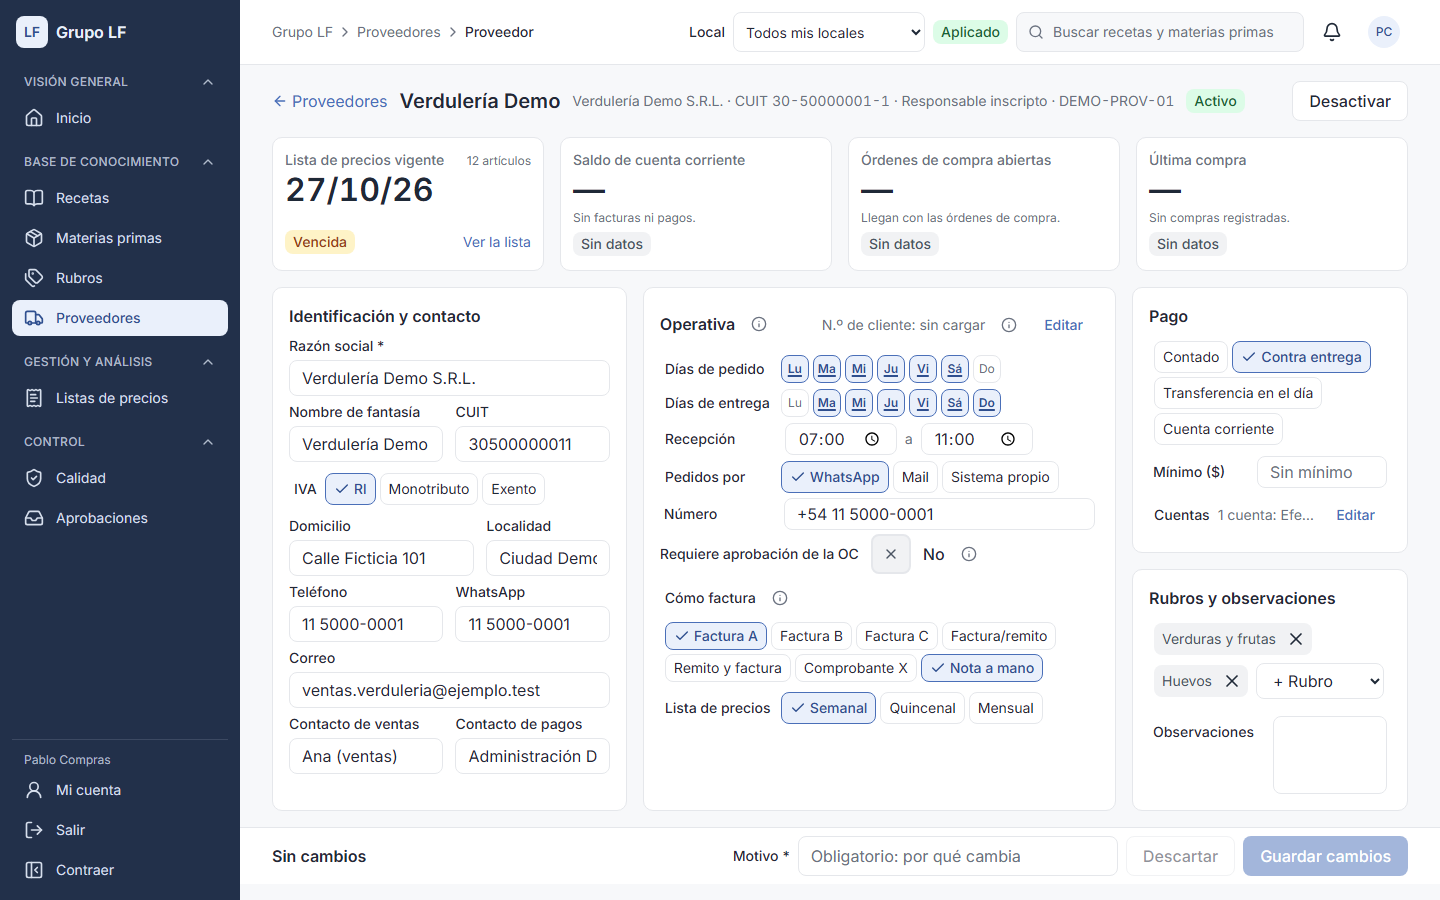 LF Grupo LF
VISIÓN GENERAL
Inicio
BASE DE CONOCIMIENTO
Recetas
Materias primas
Rubros
Proveedores
GESTIÓN Y ANÁLISIS
Listas de precios
CONTROL
Calidad
Aprobaciones
Pablo Compras
Mi cuenta
Salir
Contraer
Grupo LF > Proveedores > Proveedor
Local Todos mis locales Aplicado Buscar recetas y materias primas PC
← Proveedores Verdulería Demo Verdulería Demo S.R.L. · CUIT 30-50000001-1 · Responsable inscripto · DEMO-PROV-01 Activo Desactivar
Lista de precios vigente 12 artículos
27/10/26
Vencida Ver la lista
Saldo de cuenta corriente
—
Sin facturas ni pagos.
Sin datos
Órdenes de compra abiertas
—
Llegan con las órdenes de compra.
Sin datos
Última compra
—
Sin compras registradas.
Sin datos
Identificación y contacto
Razón social *
Verdulería Demo S.R.L.
Nombre de fantasía CUIT
Verdulería Demo 30500000011
IVA RI Monotributo Exento
Domicilio Localidad
Calle Ficticia 101 Ciudad Demo
Teléfono WhatsApp
11 5000-0001 11 5000-0001
Correo
ventas.verduleria@ejemplo.test
Contacto de ventas Contacto de pagos
Ana (ventas) Administración D
Operativa N.º de cliente: sin cargar Editar
Días de pedido Lu Ma Mi Ju Vi Sá Do
Días de entrega Lu Ma Mi Ju Vi Sá Do
Recepción 07:00 a 11:00
Pedidos por WhatsApp Mail Sistema propio
Número +54 11 5000-0001
Requiere aprobación de la OC No
Cómo factura
Factura A Factura B Factura C Factura/remito
Remito y factura Comprobante X Nota a mano
Lista de precios Semanal Quincenal Mensual
Pago
Contado Contra entrega
Transferencia en el día
Cuenta corriente
Mínimo ($) Sin mínimo
Cuentas 1 cuenta: Efe... Editar
Rubros y observaciones
Verduras y frutas
Huevos + Rubro
Observaciones
Sin cambios Motivo * Obligatorio: por qué cambia Descartar Guardar cambios